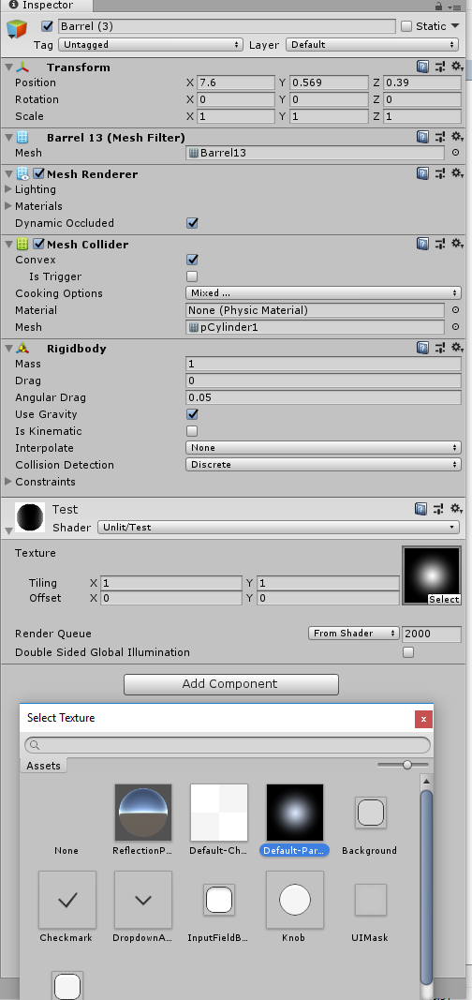 Inspector
Barrel (3)
Static
Tag Untagged Layer Default
Transform
Position X 7.6 Y 0.569 Z 0.39
Rotation X 0 Y 0 Z 0
Scale X 1 Y 1 Z 1
Barrel 13 (Mesh Filter)
Mesh Barrel13
Mesh Renderer
Lighting
Materials
Dynamic Occluded
Mesh Collider
Convex
Is Trigger
Cooking Options Mixed ...
Material None (Physic Material)
Mesh pCylinder1
Rigidbody
Mass 1
Drag 0
Angular Drag 0.05
Use Gravity
Is Kinematic
Interpolate None
Collision Detection Discrete
Constraints
Test
Shader Unlit/Test
Texture
Tiling X 1 Y 1
Offset X 0 Y 0
Select
Render Queue From Shader 2000
Double Sided Global Illumination
Add Component
Select Texture x
Assets
None ReflectionP... Default-Ch... Default-Par... Background
Checkmark DropdownA... InputFieldB... Knob UIMask